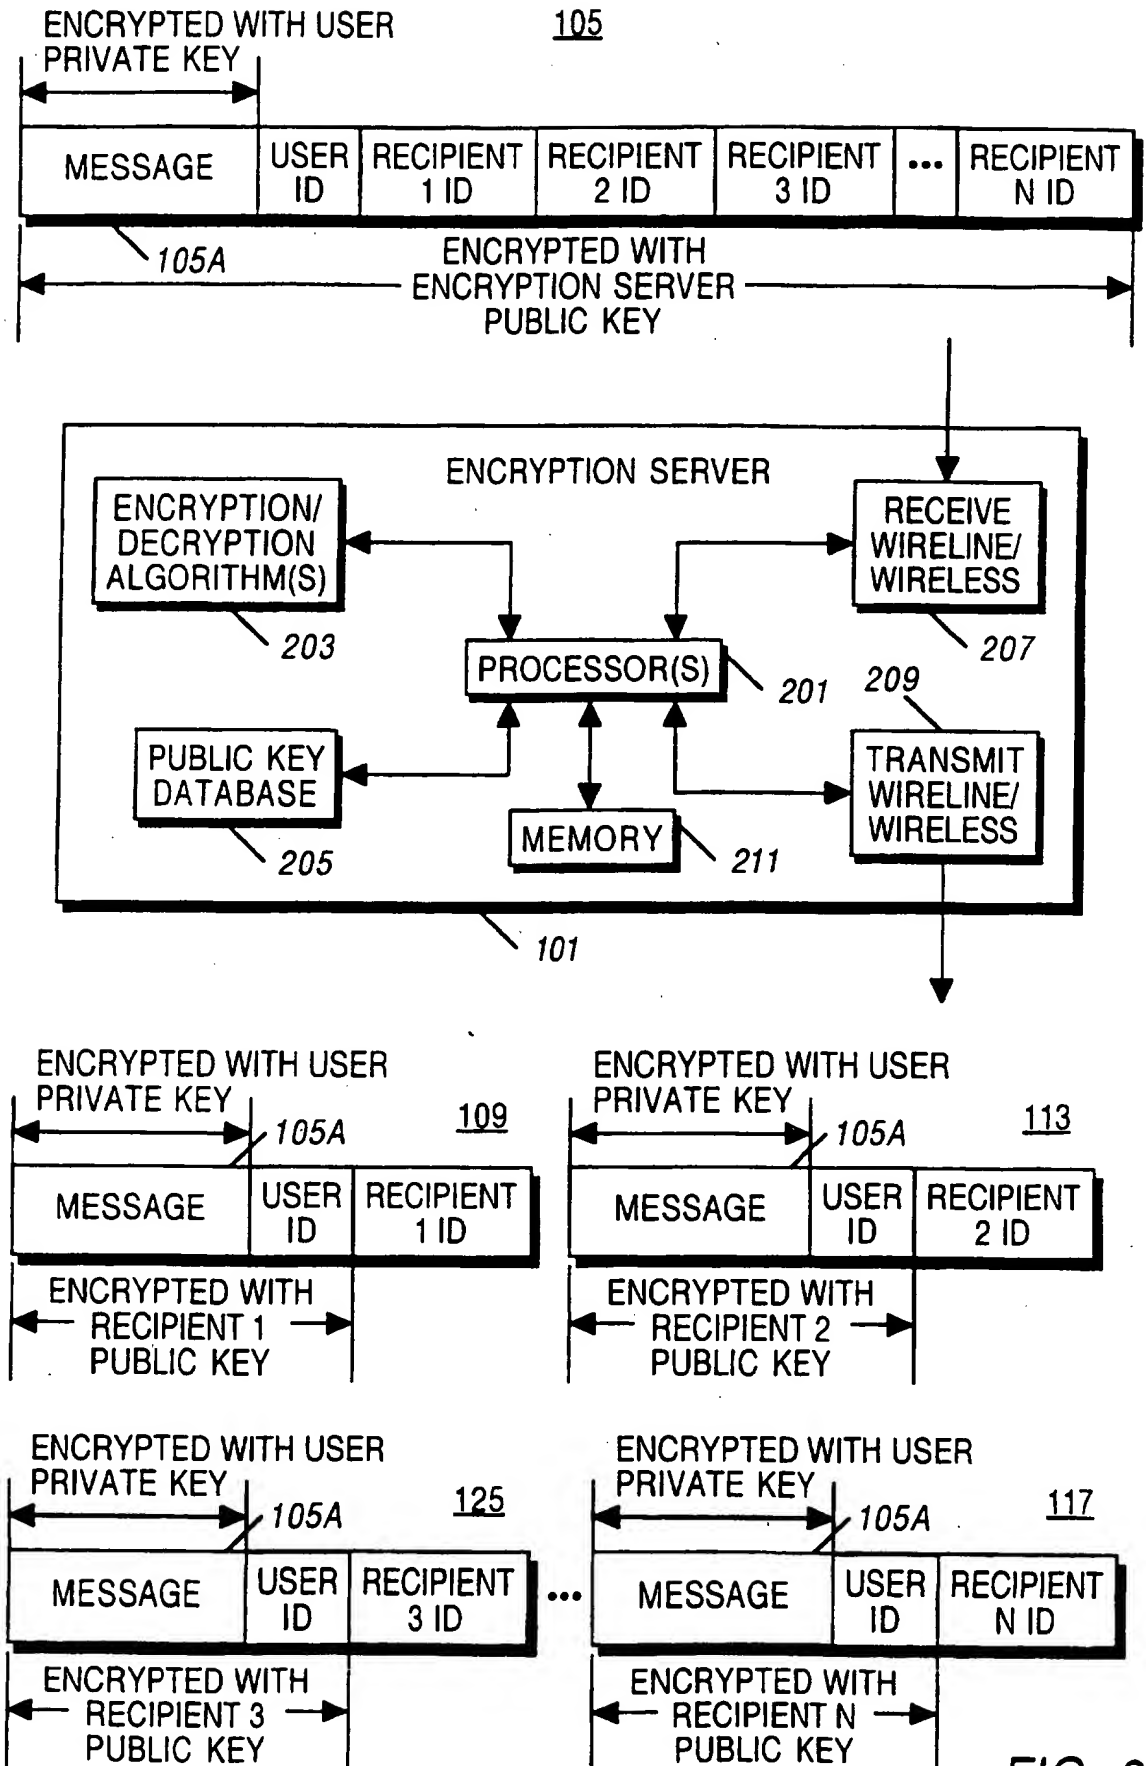 ENCRYPTED WITH USER
PRIVATE KEY
105
MESSAGE
USER
ID
RECIPIENT
1 ID
RECIPIENT
2 ID
RECIPIENT
3 ID
...
RECIPIENT
N ID
105A
ENCRYPTED WITH
ENCRYPTION SERVER
PUBLIC KEY
ENCRYPTION SERVER
ENCRYPTION/
DECRYPTION
ALGORITHM(S)
203
RECEIVE
WIRELINE/
WIRELESS
207
PROCESSOR(S)
201
209
PUBLIC KEY
DATABASE
205
MEMORY
211
TRANSMIT
WIRELINE/
WIRELESS
101
ENCRYPTED WITH USER
PRIVATE KEY
105A
109
MESSAGE
USER
ID
RECIPIENT
1 ID
ENCRYPTED WITH
RECIPIENT 1
PUBLIC KEY
ENCRYPTED WITH USER
PRIVATE KEY
105A
113
MESSAGE
USER
ID
RECIPIENT
2 ID
ENCRYPTED WITH
RECIPIENT 2
PUBLIC KEY
ENCRYPTED WITH USER
PRIVATE KEY
105A
125
MESSAGE
USER
ID
RECIPIENT
3 ID
ENCRYPTED WITH
RECIPIENT 3
PUBLIC KEY
...
ENCRYPTED WITH USER
PRIVATE KEY
105A
117
MESSAGE
USER
ID
RECIPIENT
N ID
ENCRYPTED WITH
RECIPIENT N
PUBLIC KEY
FIG.